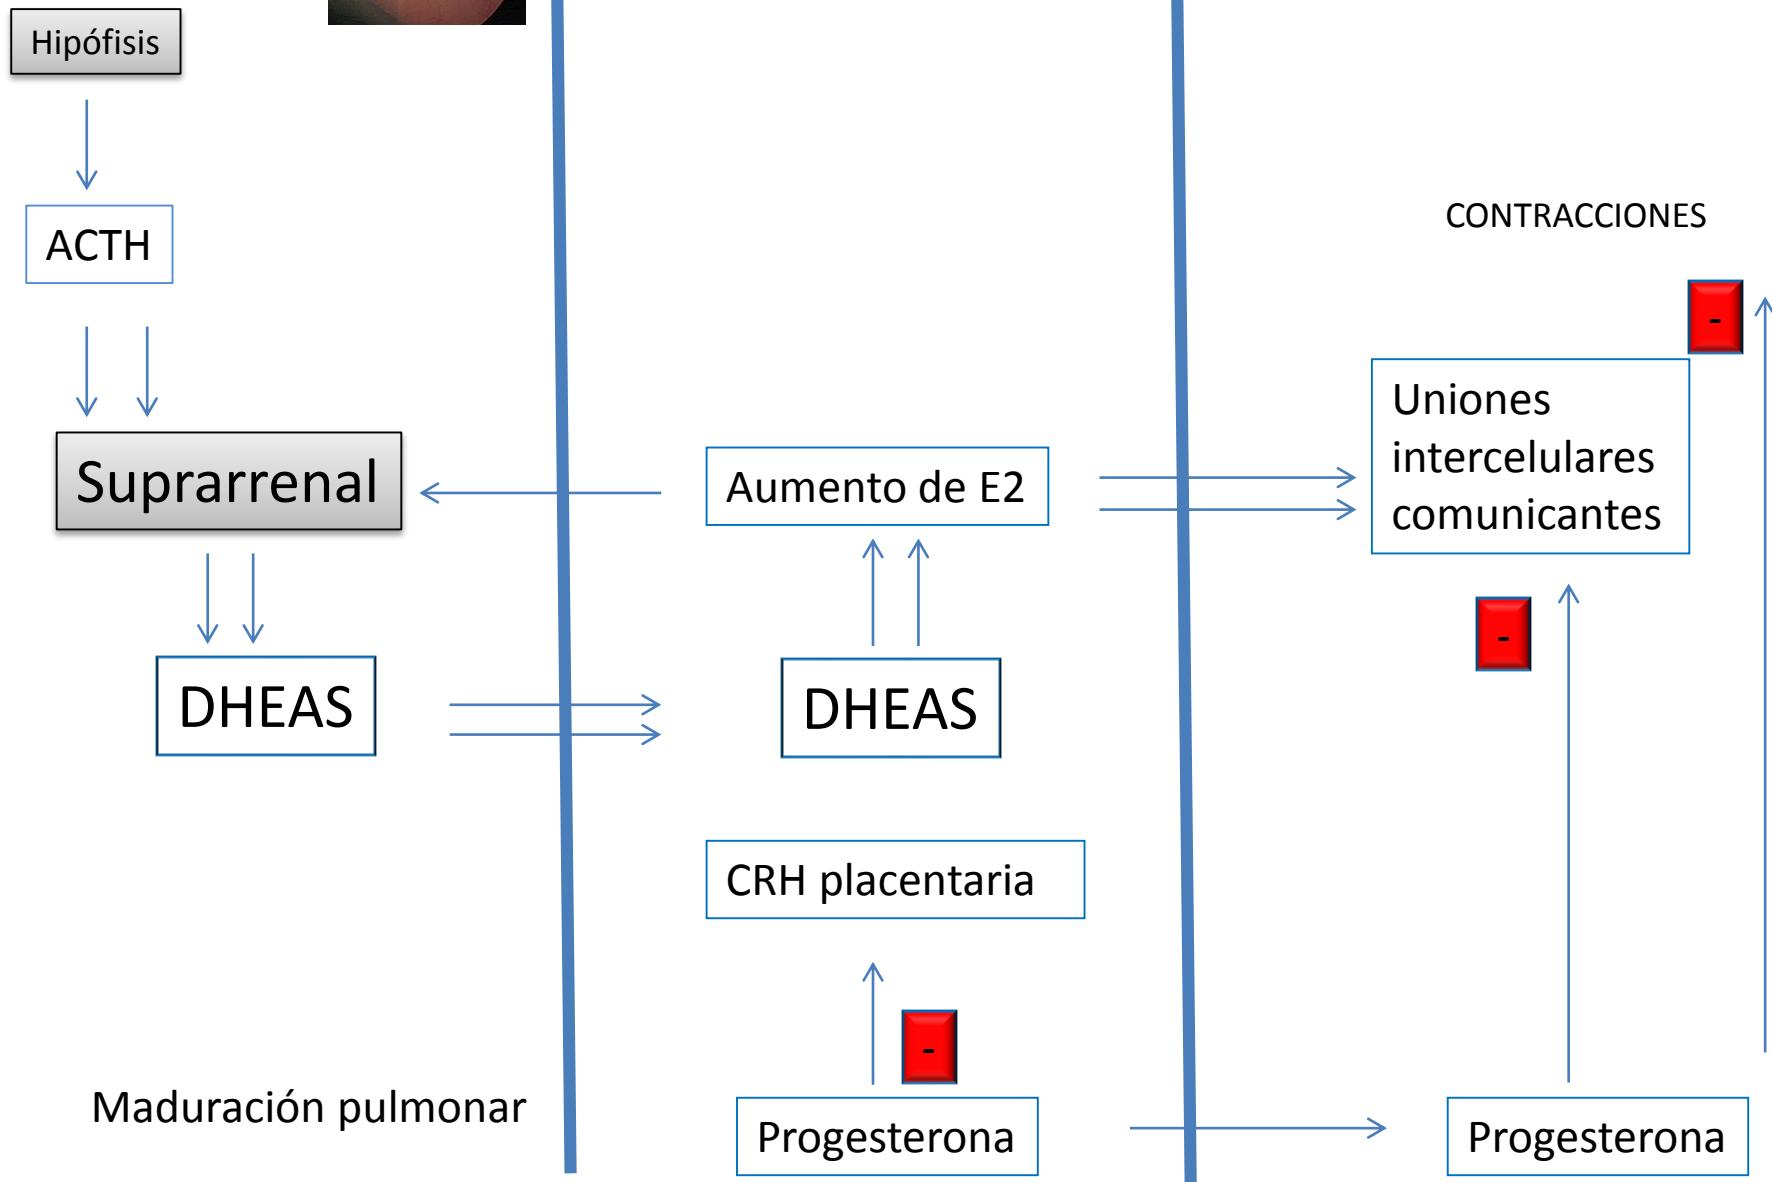 Hipófisis
ACTH
Suprarrenal
DHEAS
Maduración pulmonar
Aumento de E2
DHEAS
CRH placentaria
-
Progesterona
CONTRACCIONES
-
Uniones
intercelulares
comunicantes
-
Progesterona